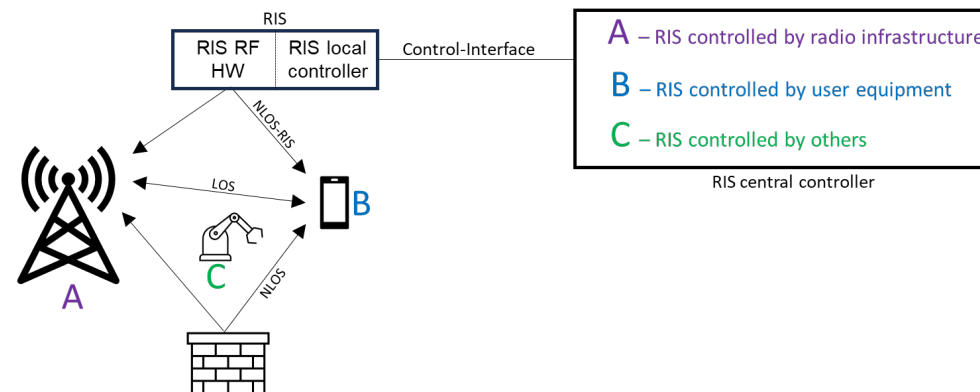 RIS
RIS RF
HW
RIS local
controller
Control-Interface
A – RIS controlled by radio infrastructure
B – RIS controlled by user equipment
C – RIS controlled by others
RIS central controller
NLOS-RIS
LOS
B
C
NLOS
A